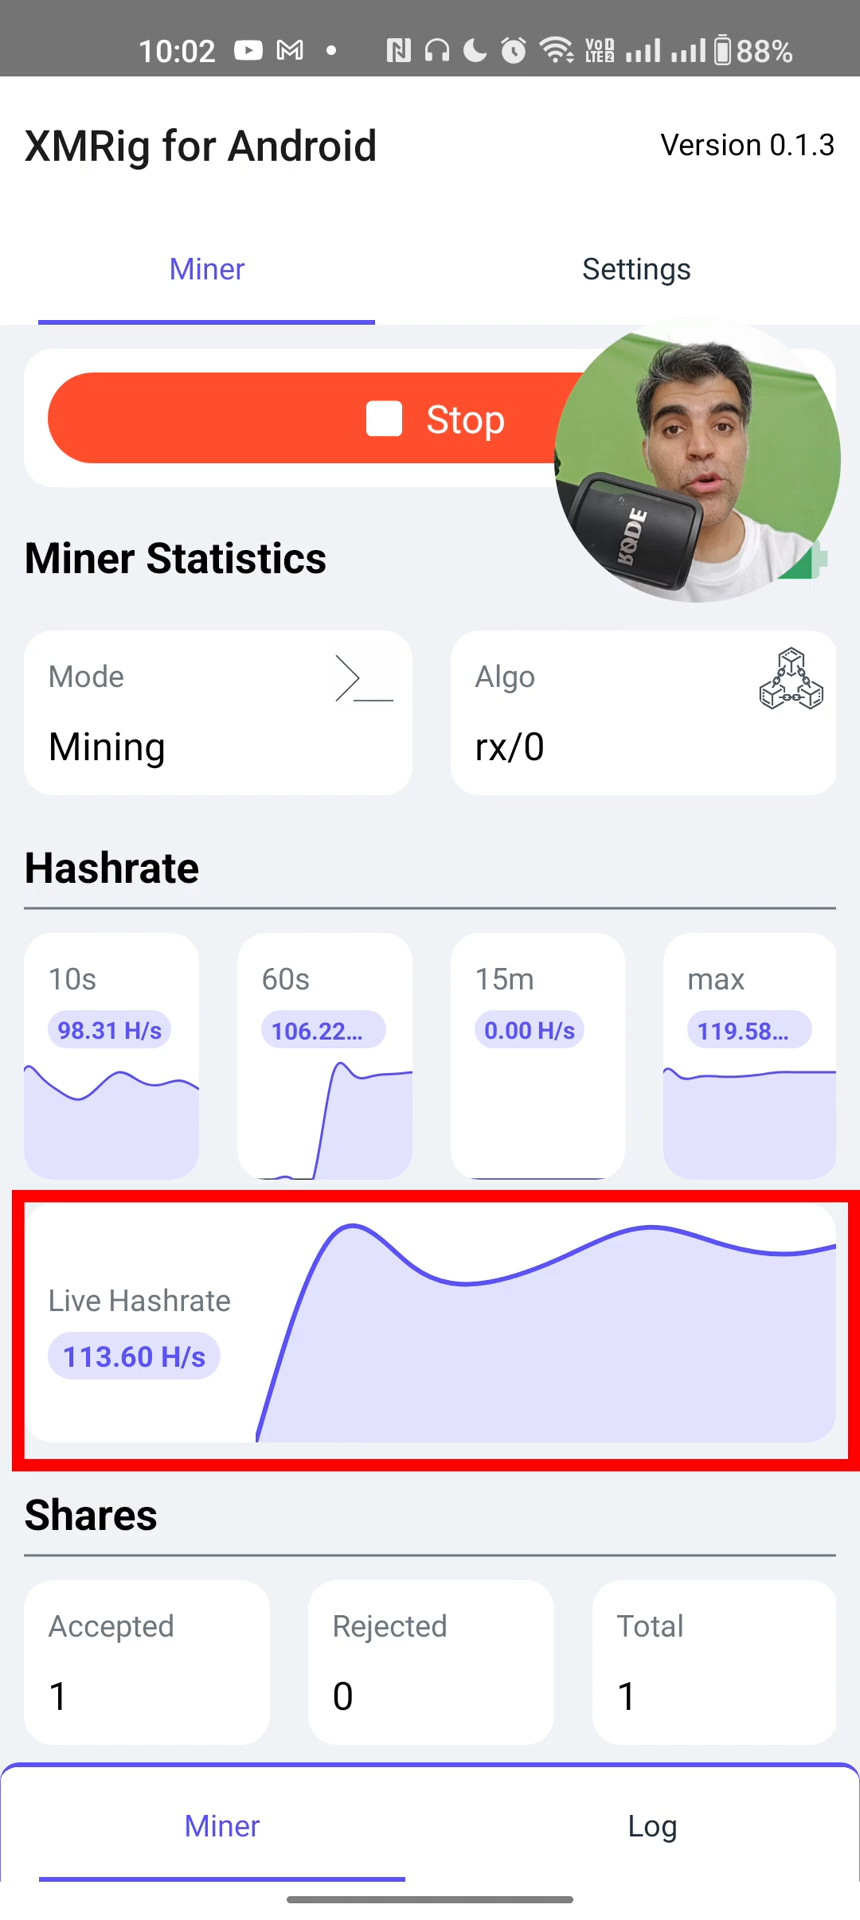 10:02 88%
VoD
LTE2
XMRig for Android Version 0.1.3
Miner Settings
Stop
RØDE
Miner Statistics
Mode Algo
Mining rx/0
Hashrate
10s 60s 15m max
98.31 H/s 106.22... 0.00 H/s 119.58...
Live Hashrate
113.60 H/s
Shares
Accepted Rejected Total
1 0 1
Miner Log